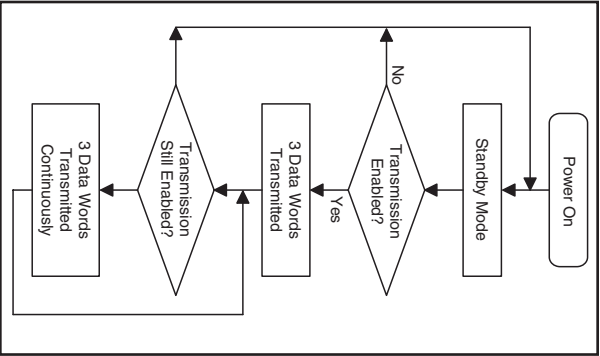 Power On
Standby Mode
Transmission
Enabled?
No
Yes
3 Data Words
Transmitted
Transmission
Still Enabled?
3 Data Words
Transmitted
Continuously